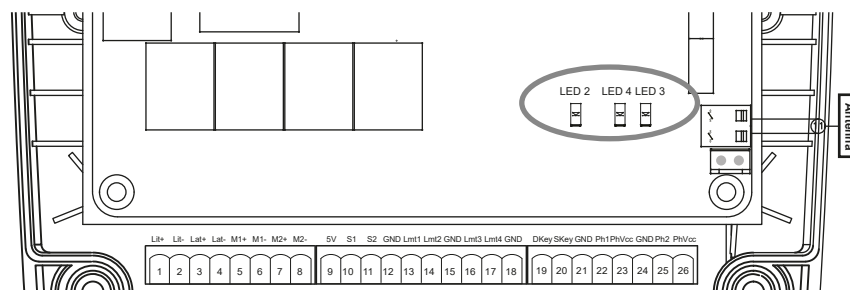 LED 2 LED 4 LED 3
11
Antenna
Lit+ Lit- Lat+ Lat- M1+ M1- M2+ M2- 5V S1 S2 GND Lmt1 Lmt2 GND Lmt3 Lmt4 GND DKey SKey GND Ph1 PhVcc GND Ph2 PhVcc
1 2 3 4 5 6 7 8 9 10 11 12 13 14 15 16 17 18 19 20 21 22 23 24 25 26